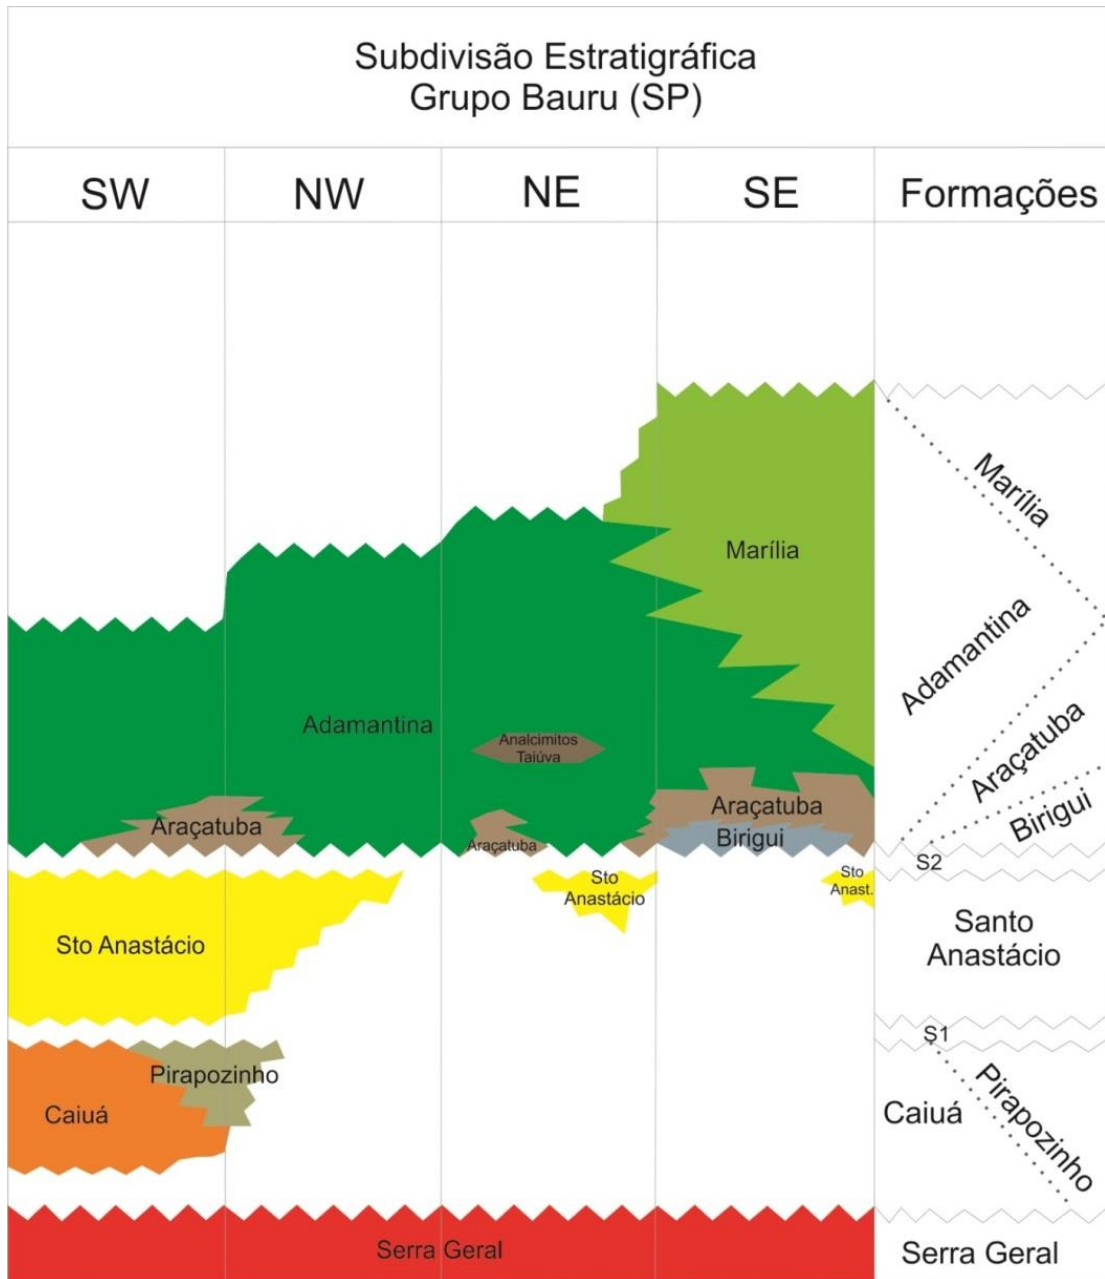 Subdivisão Estratigráfica
Grupo Bauru (SP)
SW
NW
NE
SE
Formações
Marília
Marília
Adamantina
Adamantina
Analcimitos
Taiúva
Araçatuba
Araçatuba
Araçatuba
Birigui
Araçatuba
Birigui
S2
Sto Anastácio
Sto
Anastácio
Sto
Anast.
Santo
Anastácio
S1
Pirapozinho
Caiuá
Caiuá
Pirapozinho
Serra Geral
Serra Geral